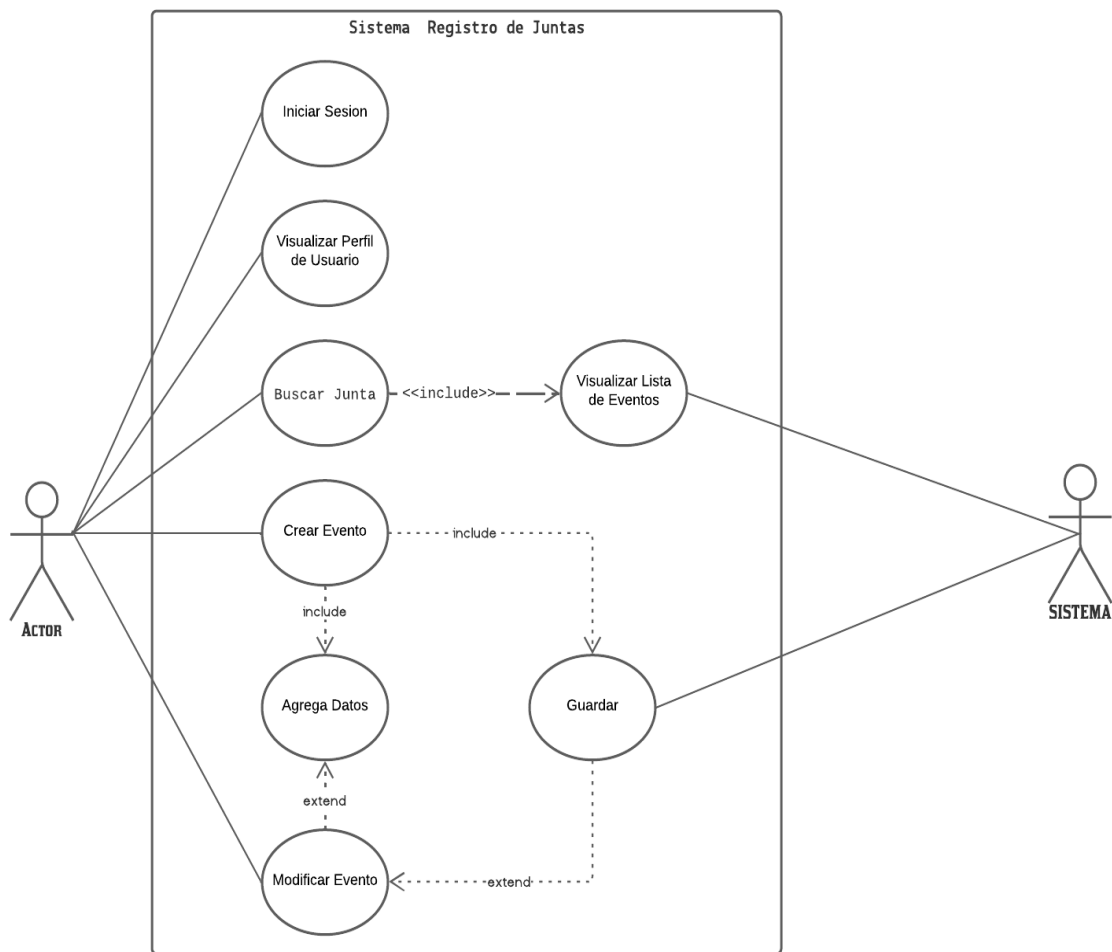 Sistema Registro de Juntas
Iniciar Sesion
Visualizar Perfil
de Usuario
Buscar Junta
<<include>>
Visualizar Lista
de Eventos
Crear Evento
include
include
Actor
SISTEMA
Agrega Datos
Guardar
extend
Modificar Evento
extend